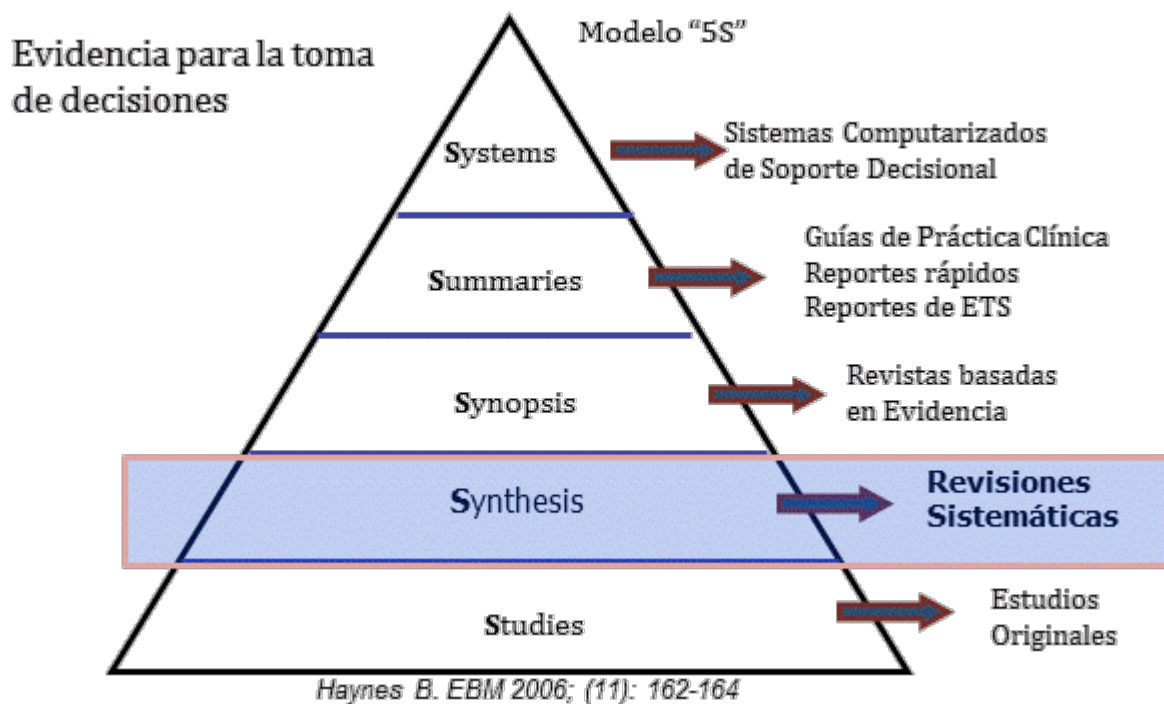 Evidencia para la toma
de decisiones
Modelo “5S”
Systems
Sistemas Computarizados
de Soporte Decisional
Summaries
Guías de Práctica Clínica
Reportes rápidos
Reportes de ETS
Synopsis
Revistas basadas
en Evidencia
Synthesis
Revisiones
Sistemáticas
Studies
Estudios
Originales
Haynes B. EBM 2006; (11): 162-164